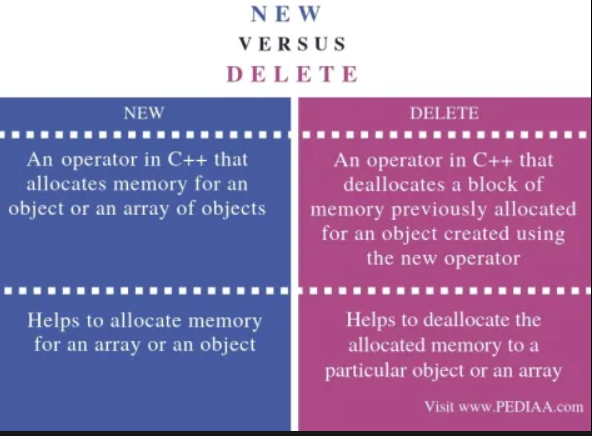 NEW
VERSUS
DELETE
NEW
An operator in C++ that
allocates memory for an
object or an array of objects
Helps to allocate memory
for an array or an object
DELETE
An operator in C++ that
deallocates a block of
memory previously allocated
for an object created using
the new operator
Helps to deallocate the
allocated memory to a
particular object or an array
Visit www.PEDIAA.com